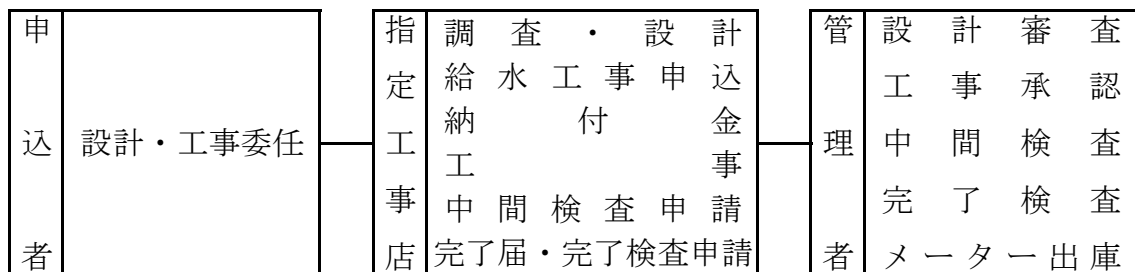 申込者
設計・工事委任
指定工事店
調査・設計
給水工事申込
納付金
工事
中間検査申請
完了届・完了検査申請
管理者
設計審査
工事承認
中間検査
完了検査
メーター出庫